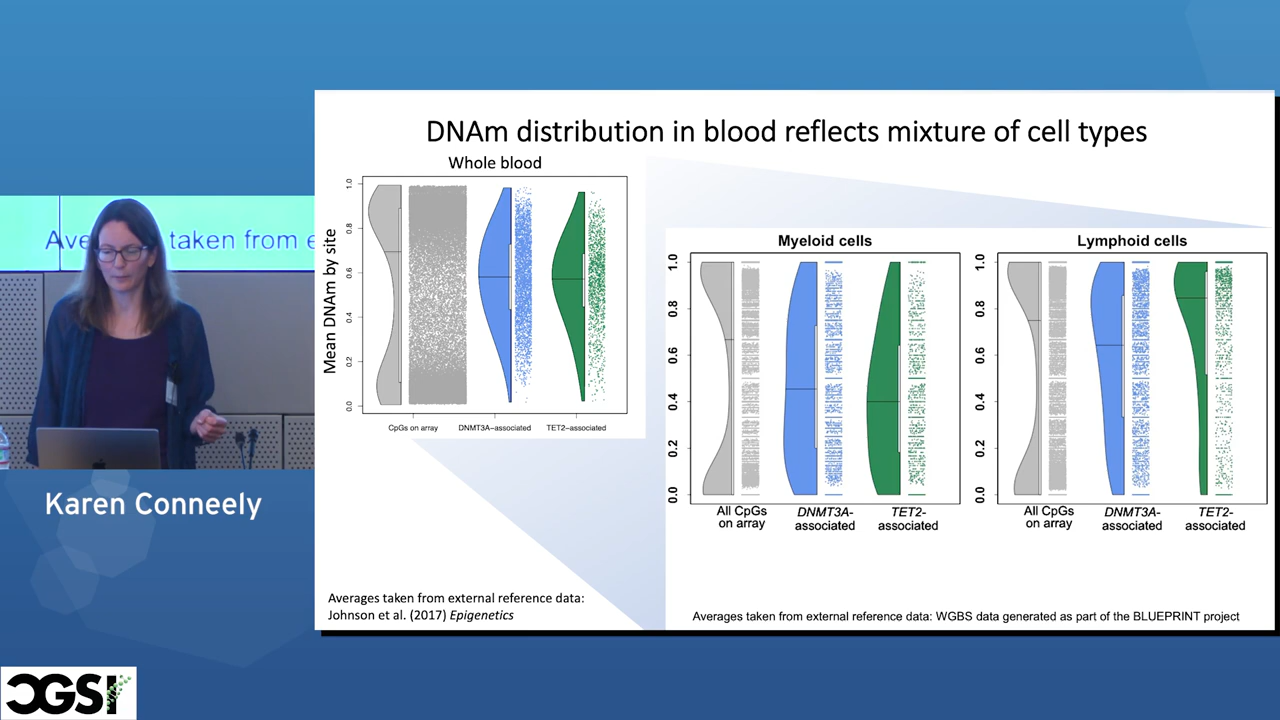 DNAm distribution in blood reflects mixture of cell types
Whole blood
Mean DNAm by site
1.0
0.8
0.6
0.4
0.2
0.0
CpGs on array
DNMT3A-associated
TET2-associated
Myeloid cells
1.0
0.8
0.6
0.4
0.2
0.0
All CpGs
on array
DNMT3A-
associated
TET2-
associated
Lymphoid cells
1.0
0.8
0.6
0.4
0.2
0.0
All CpGs
on array
DNMT3A-
associated
TET2-
associated
Averages taken from external reference data:
Johnson et al. (2017) Epigenetics
Averages taken from external reference data: WGBS data generated as part of the BLUEPRINT project
taken from
Karen Conneely
CGSI